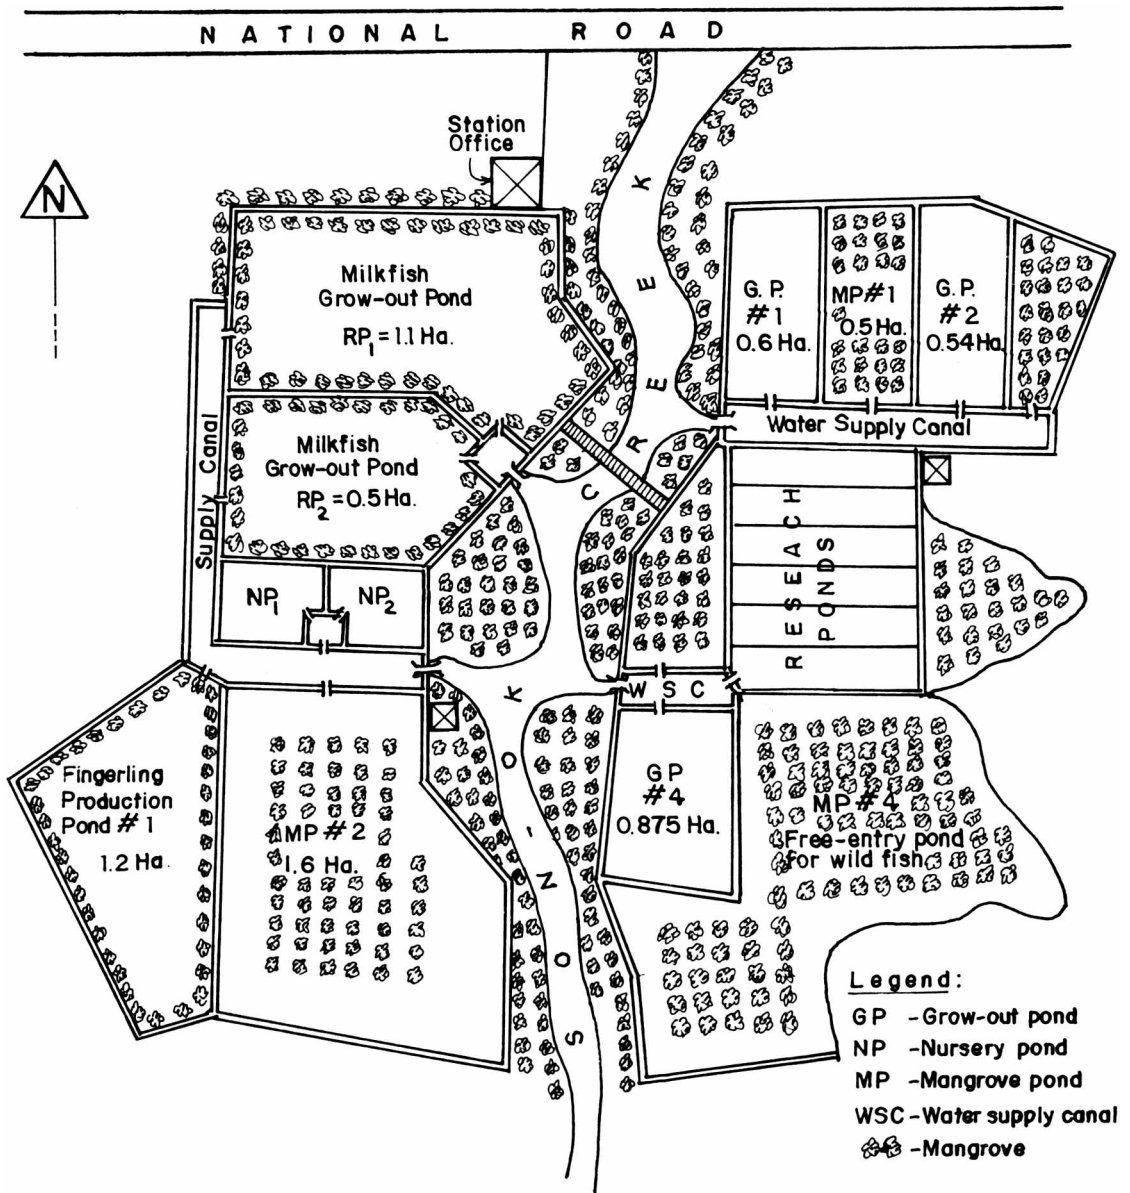 NATIONAL ROAD
Station
Office
N
Milkfish
Grow-out Pond
RP1 = 1.1 Ha.
Milkfish
Grow-out Pond
RP2 = 0.5 Ha.
Supply Canal
NP1
NP2
Fingerling
Production
Pond #1
1.2 Ha.
MP #2
1.6 Ha.
SO-NOK CREEK
G.P.
#1
0.6 Ha.
MP #1
0.5 Ha.
G.P.
#2
0.54 Ha.
Water Supply Canal
RESEACH
PONDS
WSC
GP
#4
0.875 Ha.
MP #4
Free-entry pond
for wild fish
Legend:
GP - Grow-out pond
NP - Nursery pond
MP - Mangrove pond
WSC - Water supply canal
- Mangrove